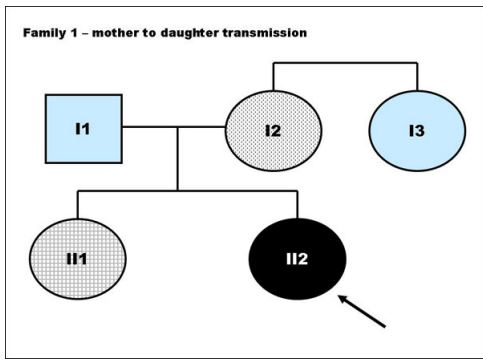 Family 1 – mother to daughter transmission
I1
I2
I3
II1
II2